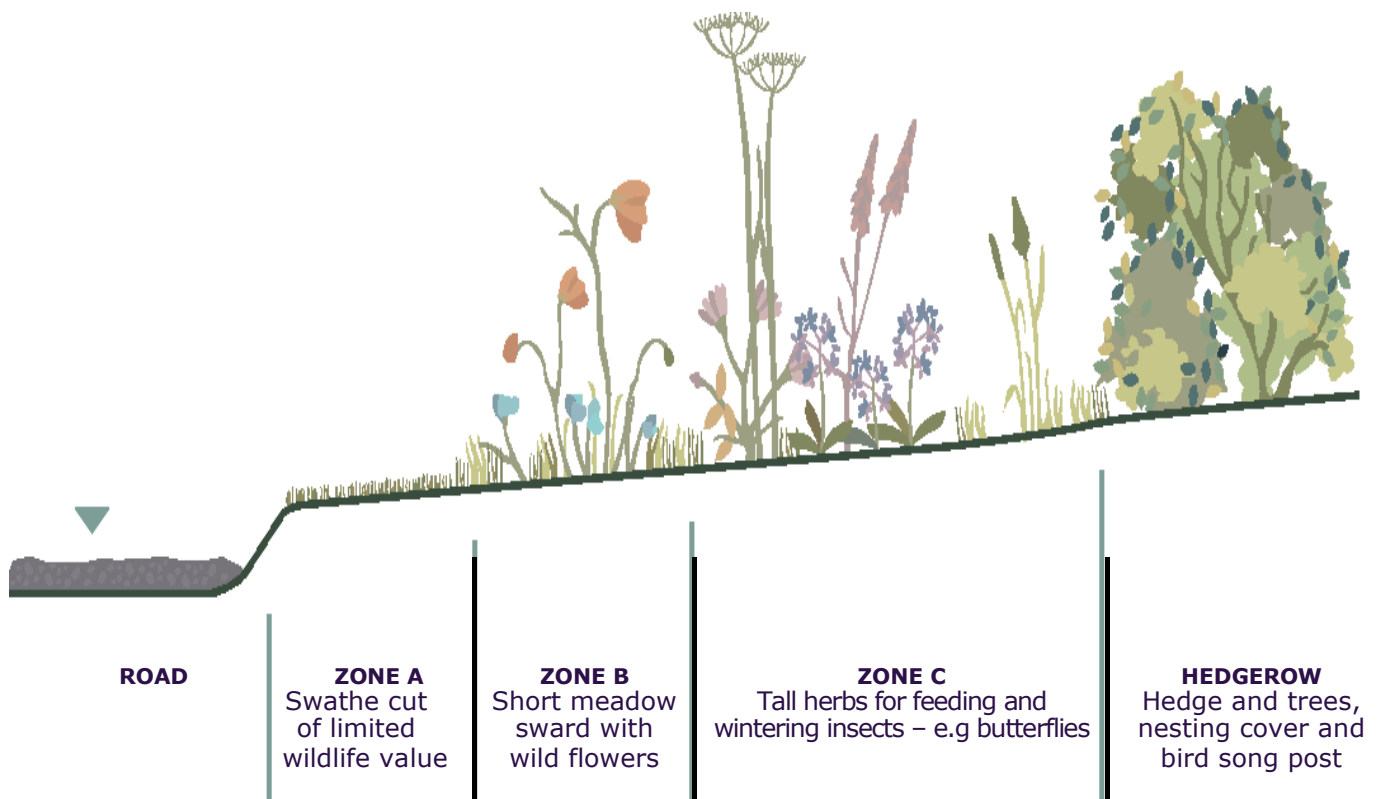 ROAD
ZONE A
Swathe cut
of limited
wildlife value
ZONE B
Short meadow
sward with
wild flowers
ZONE C
Tall herbs for feeding and
wintering insects – e.g butterflies
HEDGEROW
Hedge and trees,
nesting cover and
bird song post